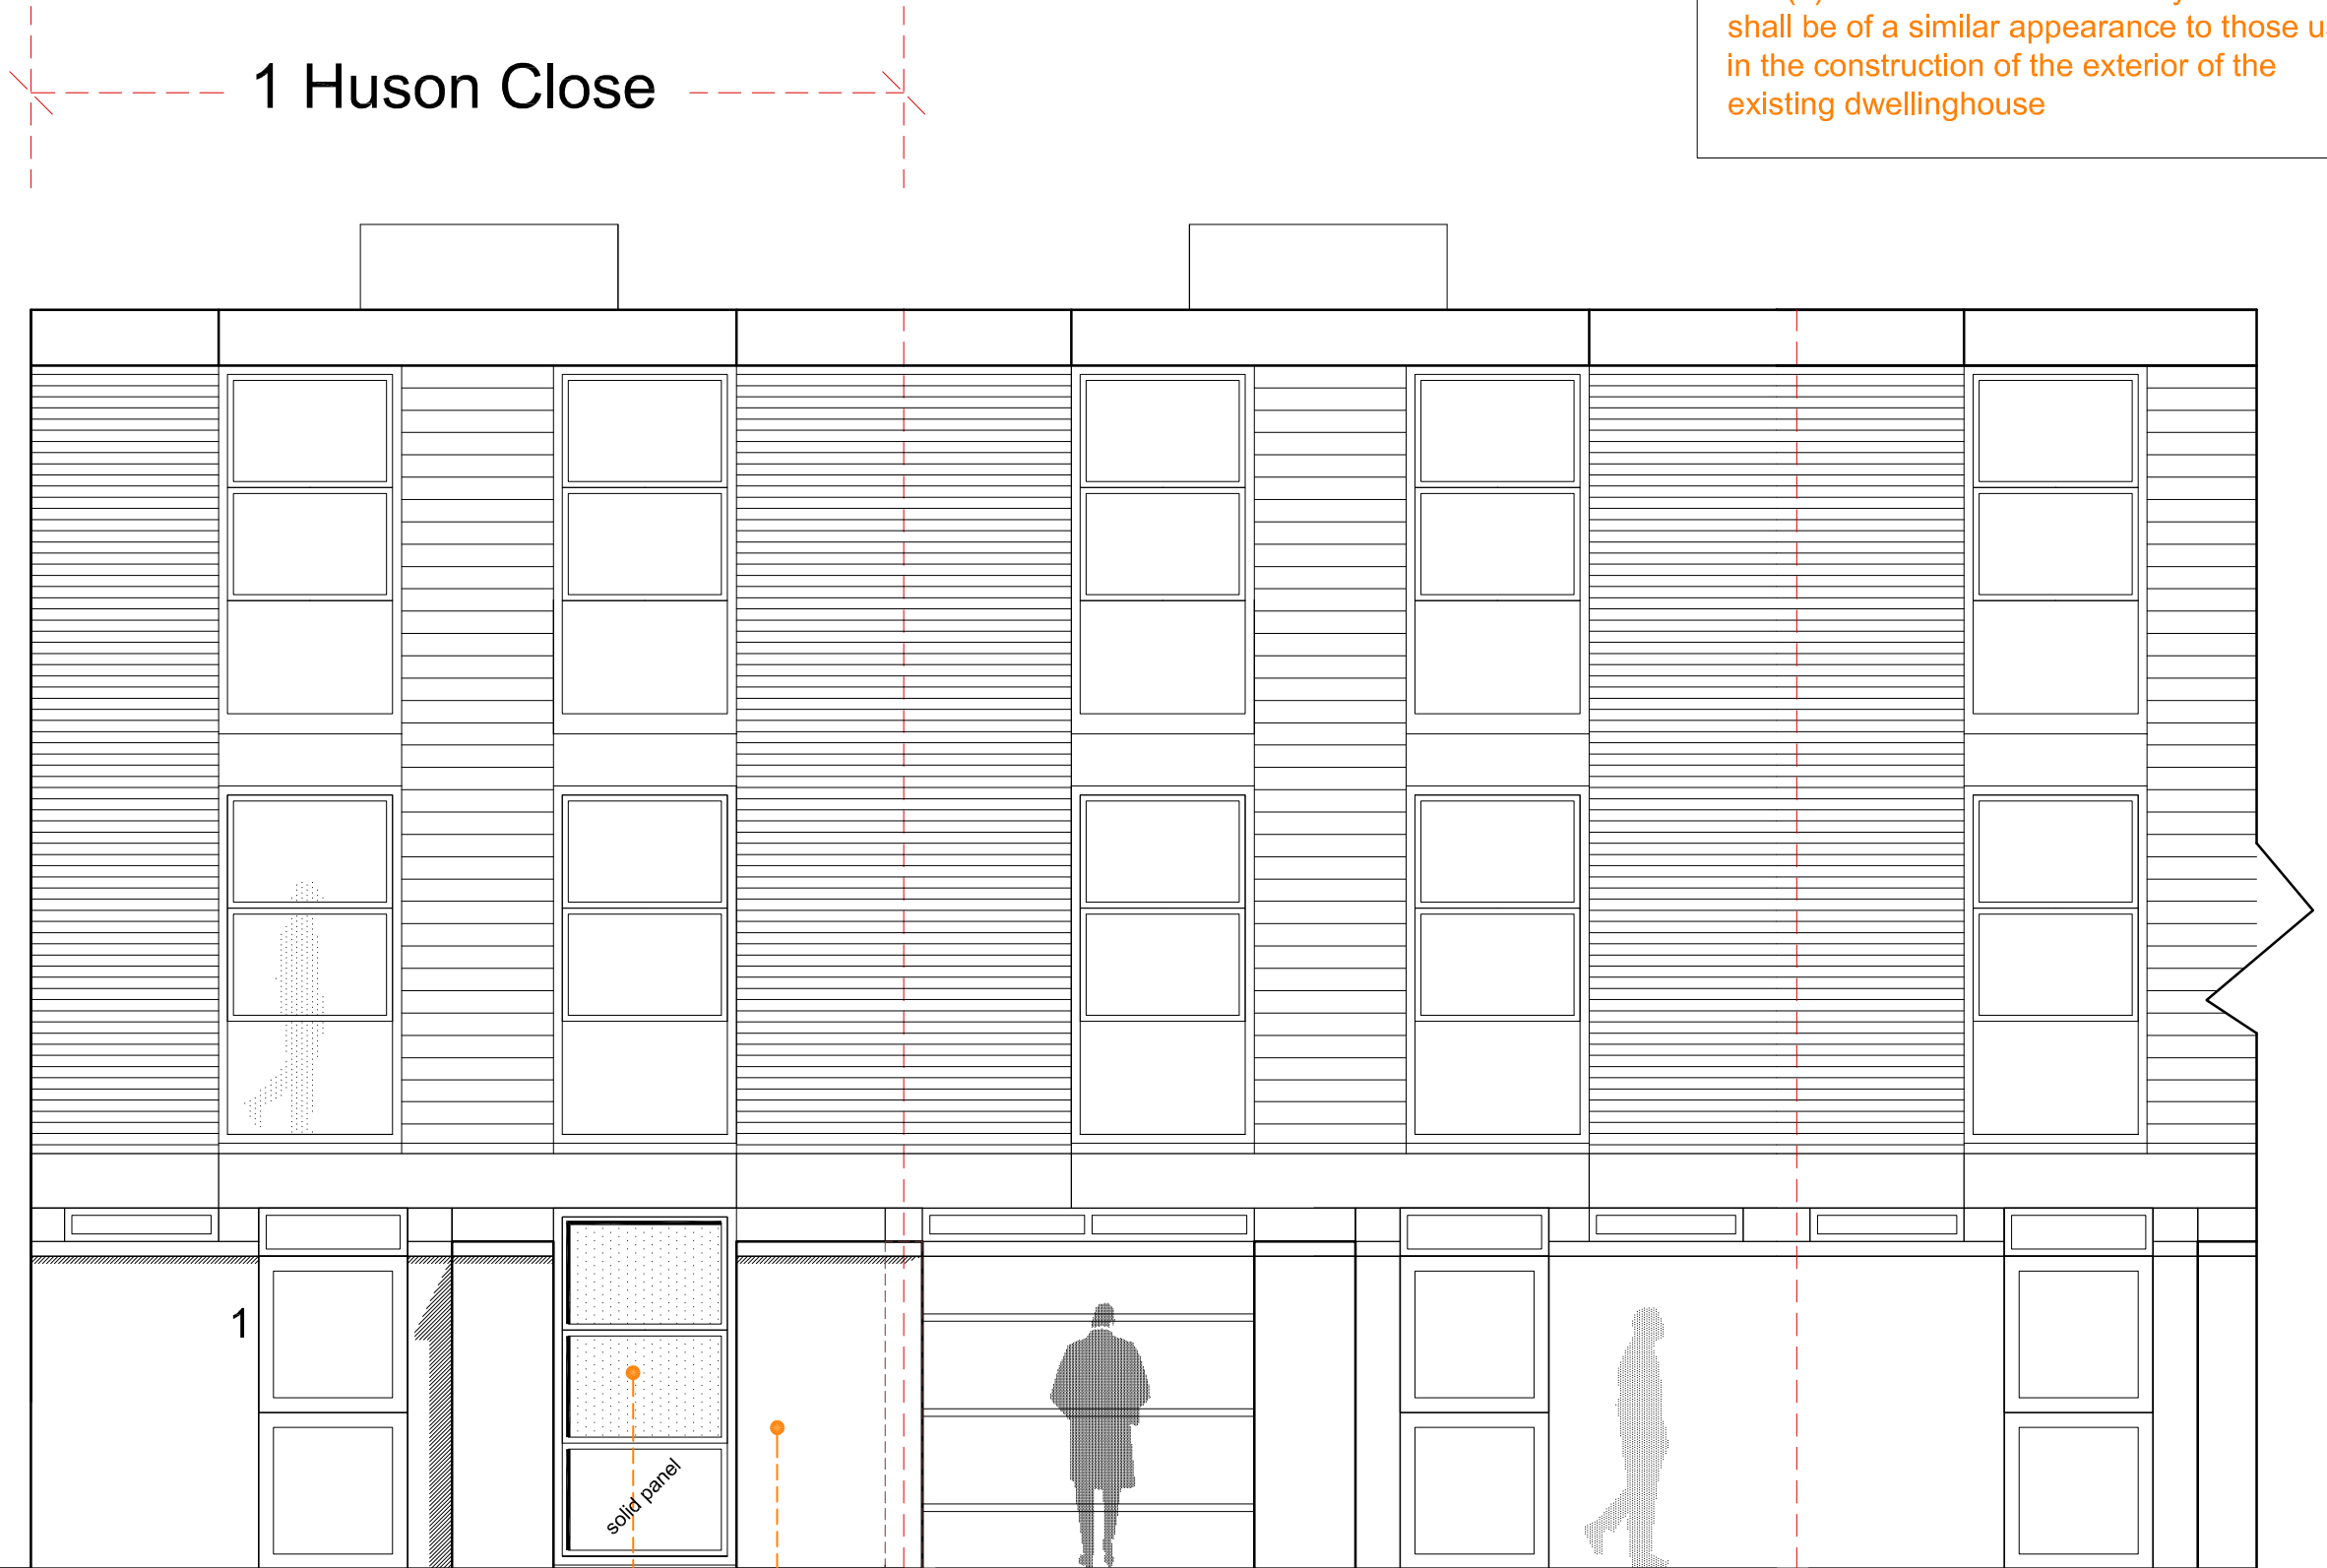 shall be of a similar appearance to those
in the construction of the exterior of the
existing dwellinghouse
1 Huson Close
1
solid panel